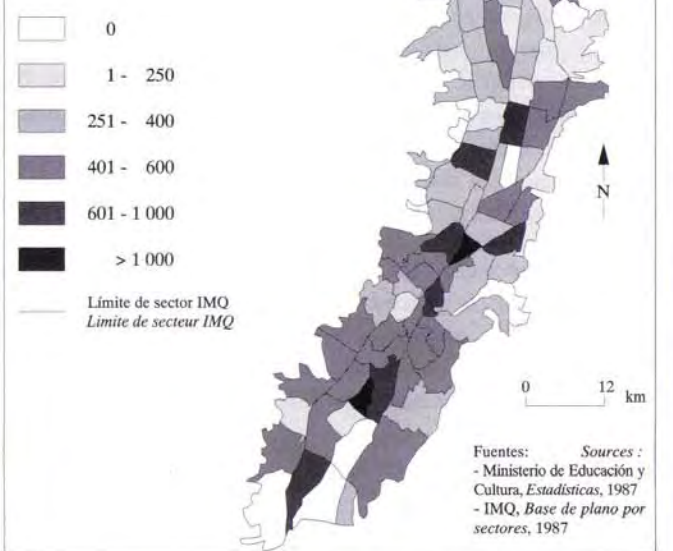 0
1 - 250
251 - 400
401 - 600
601 - 1 000
> 1 000
Límite de sector IMQ
Limite de secteur IMQ
N
0 12 km
Fuentes: Sources :
- Ministerio de Educación y
Cultura, Estadísticas, 1987
- IMQ, Base de plano por
sectores, 1987